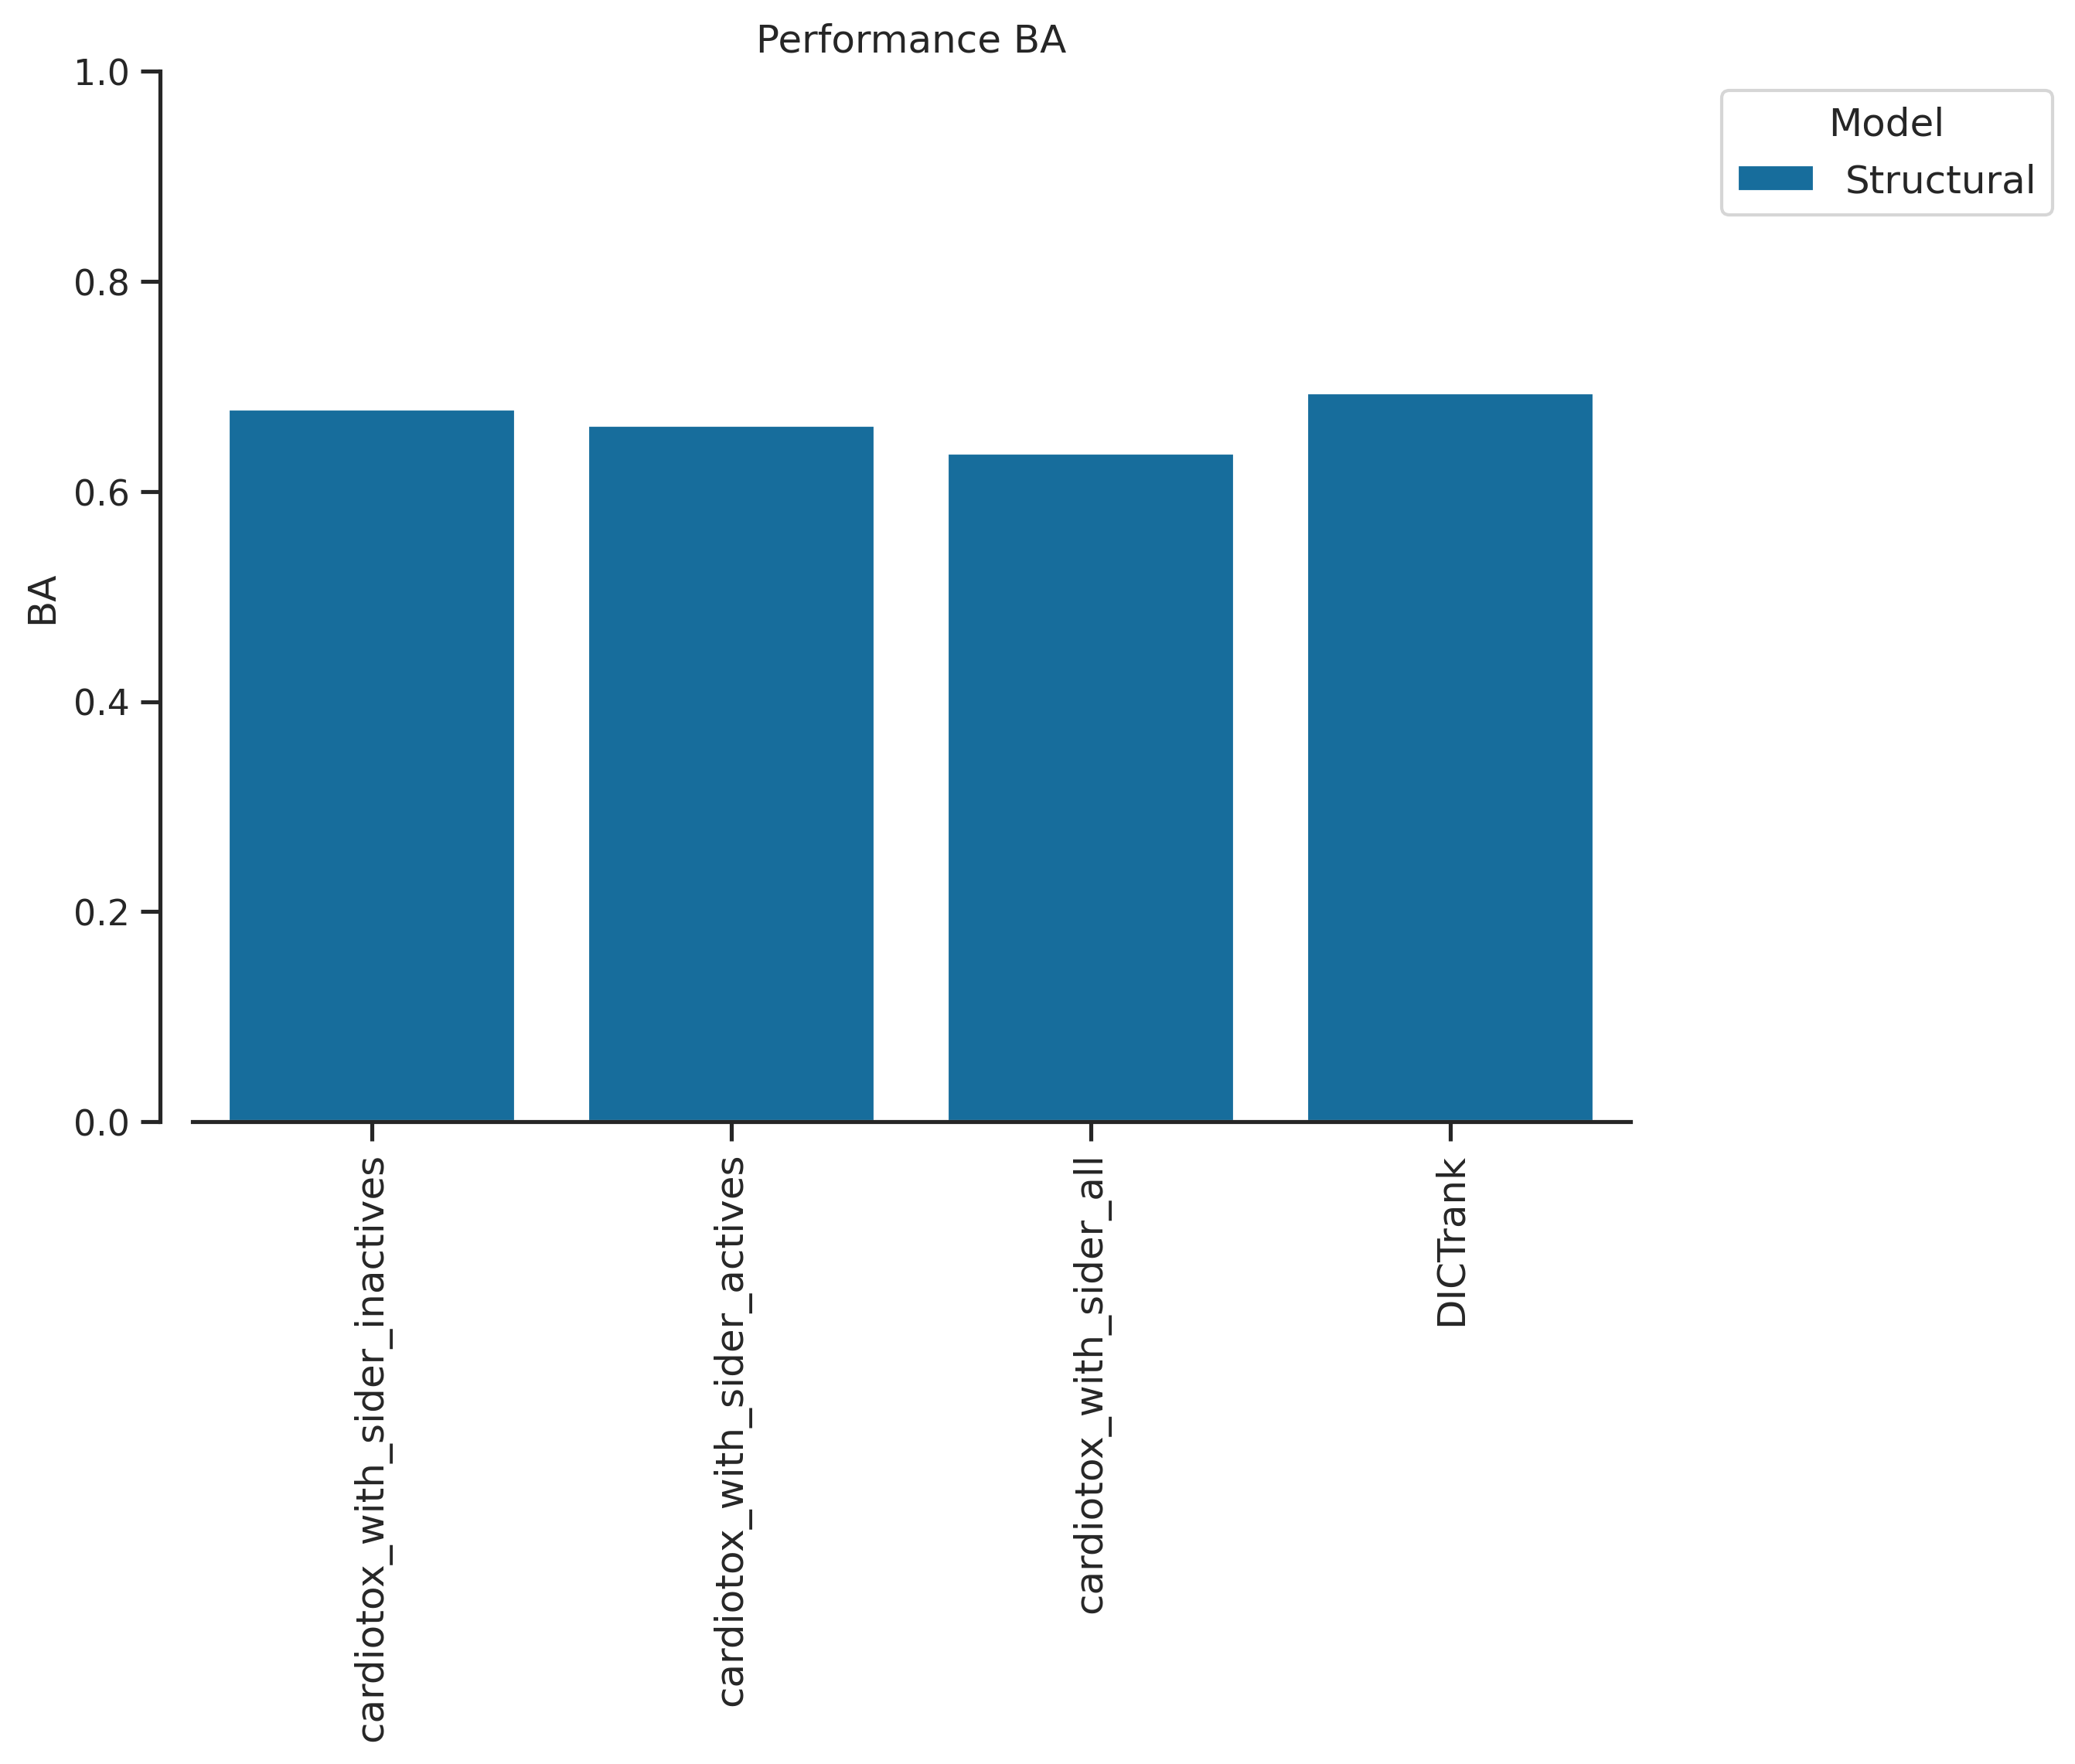 Performance BA
1.0
0.8
0.6
0.4
0.2
0.0
BA
Model
Structural
cardiotox_with_sider_inactives
cardiotox_with_sider_actives
cardiotox_with_sider_all
DICTrank